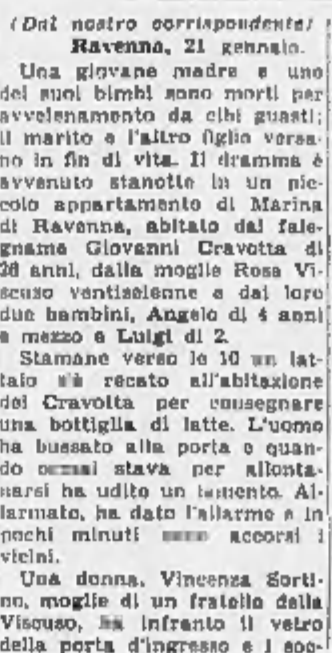 (Dal nostro corrispondente)
Ravenna, 21 gennaio.
Una giovane madre e uno
dei suoi bimbi sono morti per
avvelenamento da cibi guasti;
il marito e l'altro figlio versa-
no in fin di vita. Il dramma è
avvenuto stanotte in un pic-
colo appartamento di Marina
di Ravenna, abitato dal fale-
gname Giovanni Cravotta di
anni, dalla moglie Rosa Vi-
scuso ventiseienne e dai loro
due bambini, Angelo di 4 anni
e mezzo e Luigi di 2.
Stamane verso le 10 un lat-
taio s'è recato all'abitazione
del Cravotta per consegnare
una bottiglia di latte. L'uomo
ha bussato alla porta e quan-
do ormai stava per allonta-
narsi ha udito un lamento. Al-
larmato, ha dato l'allarme e in
pochi minuti accorsi i
vicini.
Una donna, Vincenza Sorti-
no, moglie di un fratello della
Viscuso, ha infranto il vetro
della porta d'ingresso e i soc-